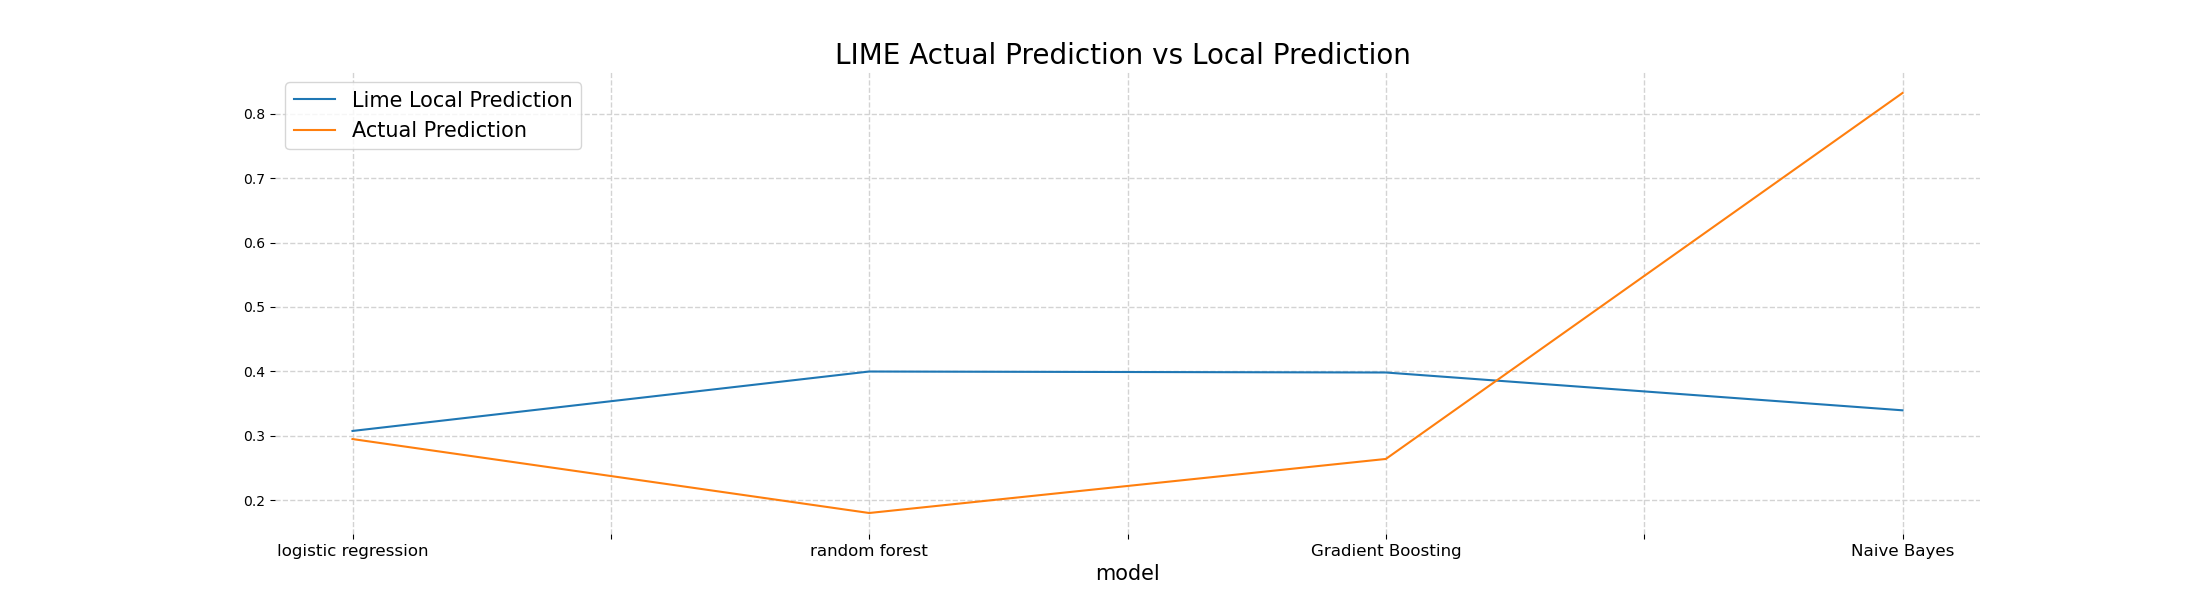 LIME Actual Prediction vs Local Prediction
Lime Local Prediction
Actual Prediction
0.8
0.7
0.6
0.5
0.4
0.3
0.2
logistic regression
random forest
Gradient Boosting
Naive Bayes
model